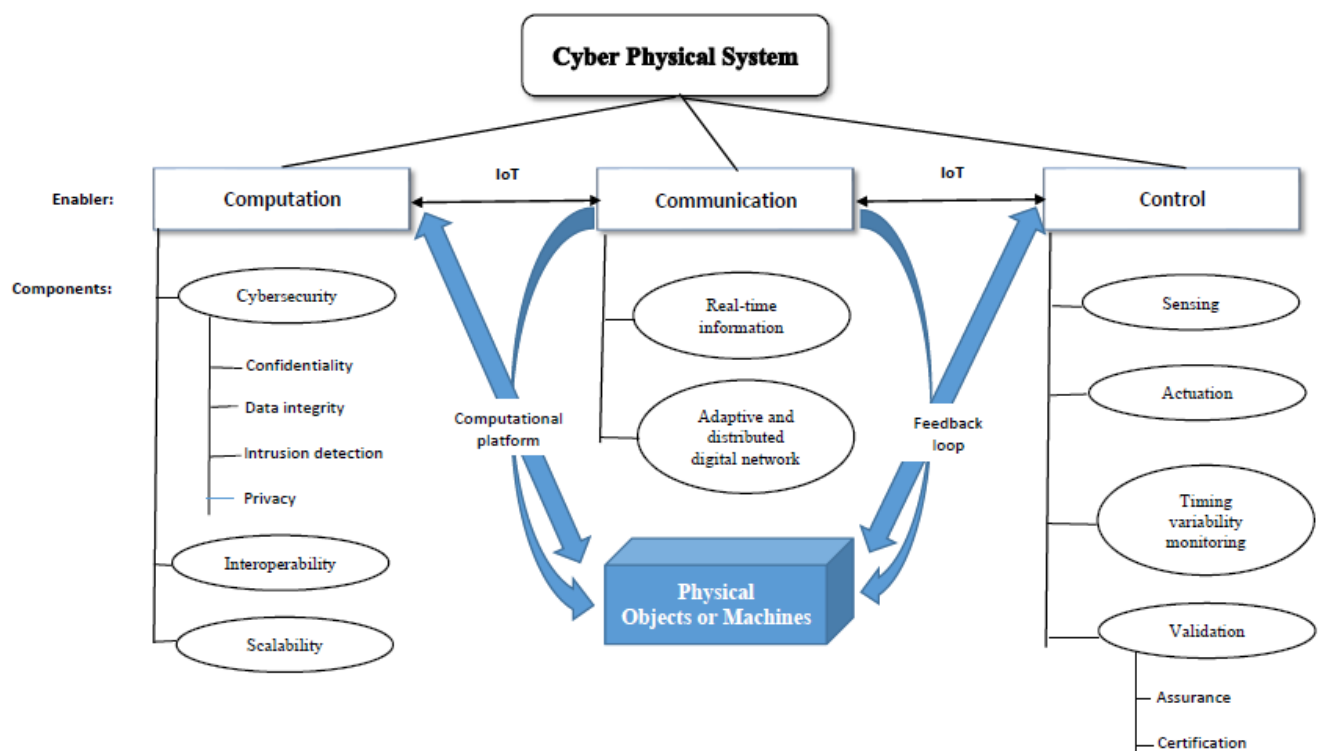 Cyber Physical System
IoT
IoT
Enabler:
Computation
Communication
Control
Components:
Cybersecurity
Confidentiality
Data integrity
Intrusion detection
Privacy
Interoperability
Scalability
Computational
platform
Real-time
information
Adaptive and
distributed
digital network
Feedback
loop
Physical
Objects or Machines
Sensing
Actuation
Timing
variability
monitoring
Validation
Assurance
Certification